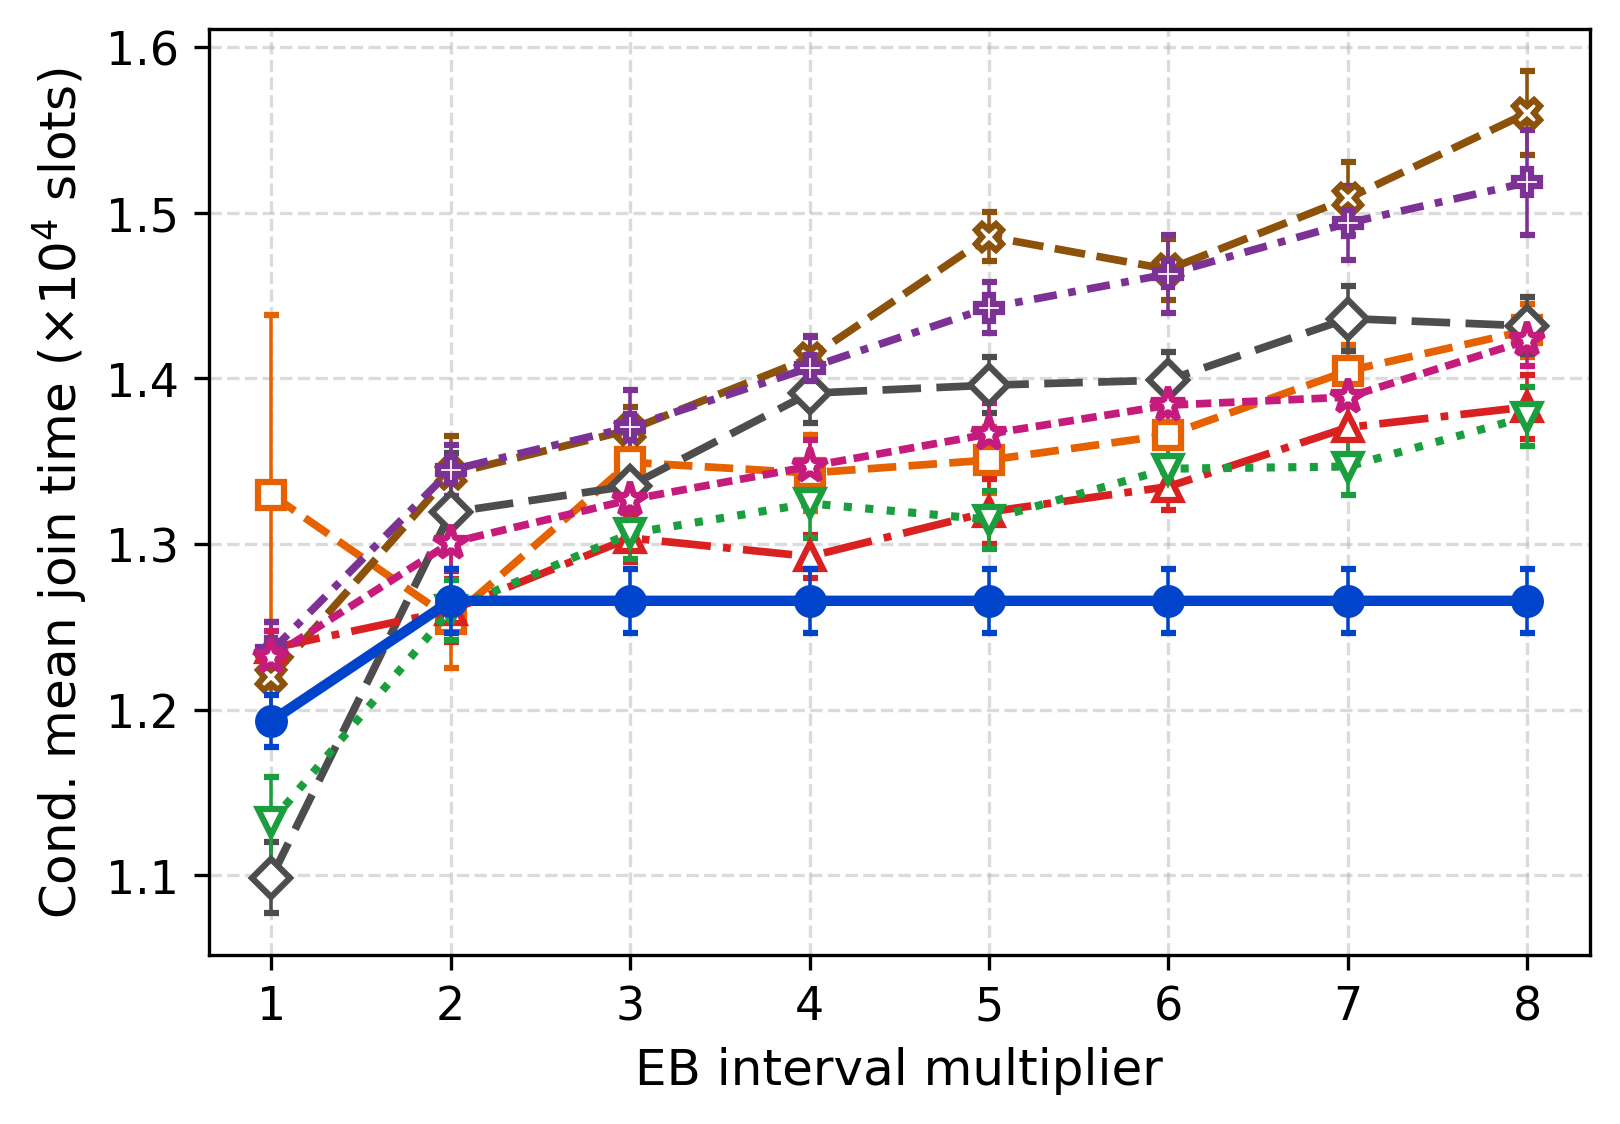 Cond. mean join time (×10⁴ slots)
1.6
1.5
1.4
1.3
1.2
1.1
1 2 3 4 5 6 7 8
EB interval multiplier